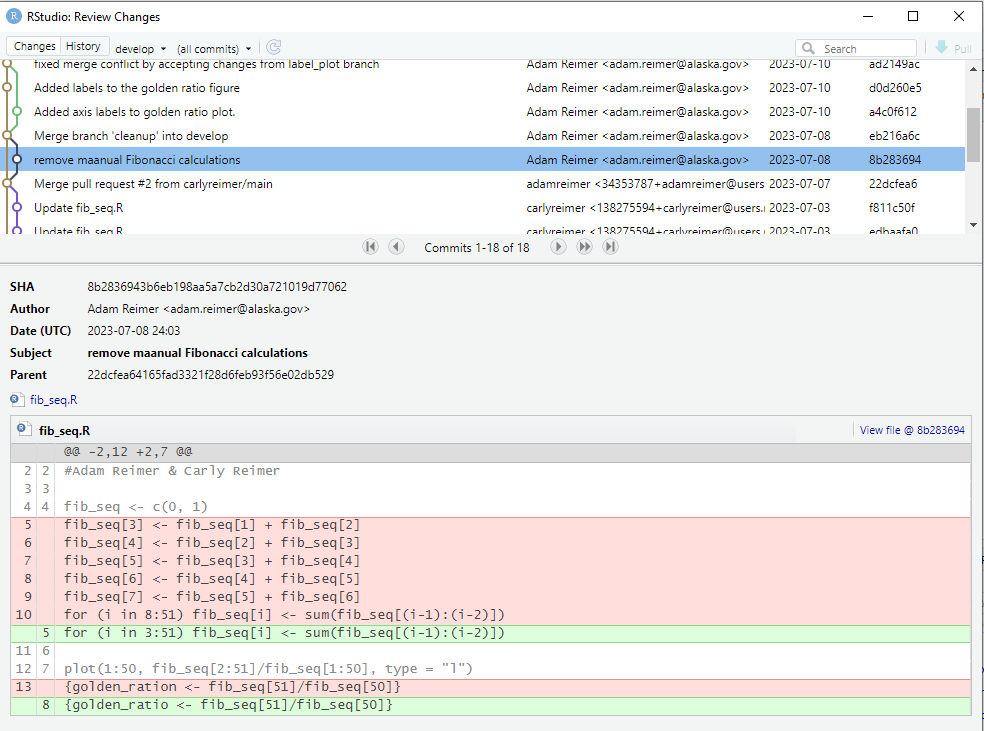 RStudio: Review Changes
Changes History develop (all commits) Search Pull
fixed merge conflict by accepting changes from label_plot branch Adam Reimer <adam.reimer@alaska.gov> 2023-07-10 ad2149ac
Added labels to the golden ratio figure Adam Reimer <adam.reimer@alaska.gov> 2023-07-10 d0d260e5
Added axis labels to golden ratio plot. Adam Reimer <adam.reimer@alaska.gov> 2023-07-10 a4c0f612
Merge branch 'cleanup' into develop Adam Reimer <adam.reimer@alaska.gov> 2023-07-08 eb216a6c
remove maanual Fibonacci calculations Adam Reimer <adam.reimer@alaska.gov> 2023-07-08 8b283694
Merge pull request #2 from carlyreimer/main adamreimer <34353787+adamreimer@users 2023-07-07 22dcfea6
Update fib_seq.R carlyreimer <138275594+carlyreimer@users. 2023-07-03 f811c50f
Update fib_seq.R carlyreimer <138275594+carlyreimer@users. 2023-07-03 edbaafa0
Commits 1-18 of 18
SHA 8b2836943b6eb198aa5a7cb2d30a721019d77062
Author Adam Reimer <adam.reimer@alaska.gov>
Date (UTC) 2023-07-08 24:03
Subject remove maanual Fibonacci calculations
Parent 22dcfea64165fad3321f28d6feb93f56e02db529
fib_seq.R
fib_seq.R View file @ 8b283694
@@ -2,12 +2,7 @@
2 2 #Adam Reimer & Carly Reimer
3 3
4 4 fib_seq <- c(0, 1)
5 fib_seq[3] <- fib_seq[1] + fib_seq[2]
6 fib_seq[4] <- fib_seq[2] + fib_seq[3]
7 fib_seq[5] <- fib_seq[3] + fib_seq[4]
8 fib_seq[6] <- fib_seq[4] + fib_seq[5]
9 fib_seq[7] <- fib_seq[5] + fib_seq[6]
10 for (i in 8:51) fib_seq[i] <- sum(fib_seq[(i-1):(i-2)])
5 for (i in 3:51) fib_seq[i] <- sum(fib_seq[(i-1):(i-2)])
11 6
12 7 plot(1:50, fib_seq[2:51]/fib_seq[1:50], type = "l")
13 {golden_ration <- fib_seq[51]/fib_seq[50]}
8 {golden_ratio <- fib_seq[51]/fib_seq[50]}